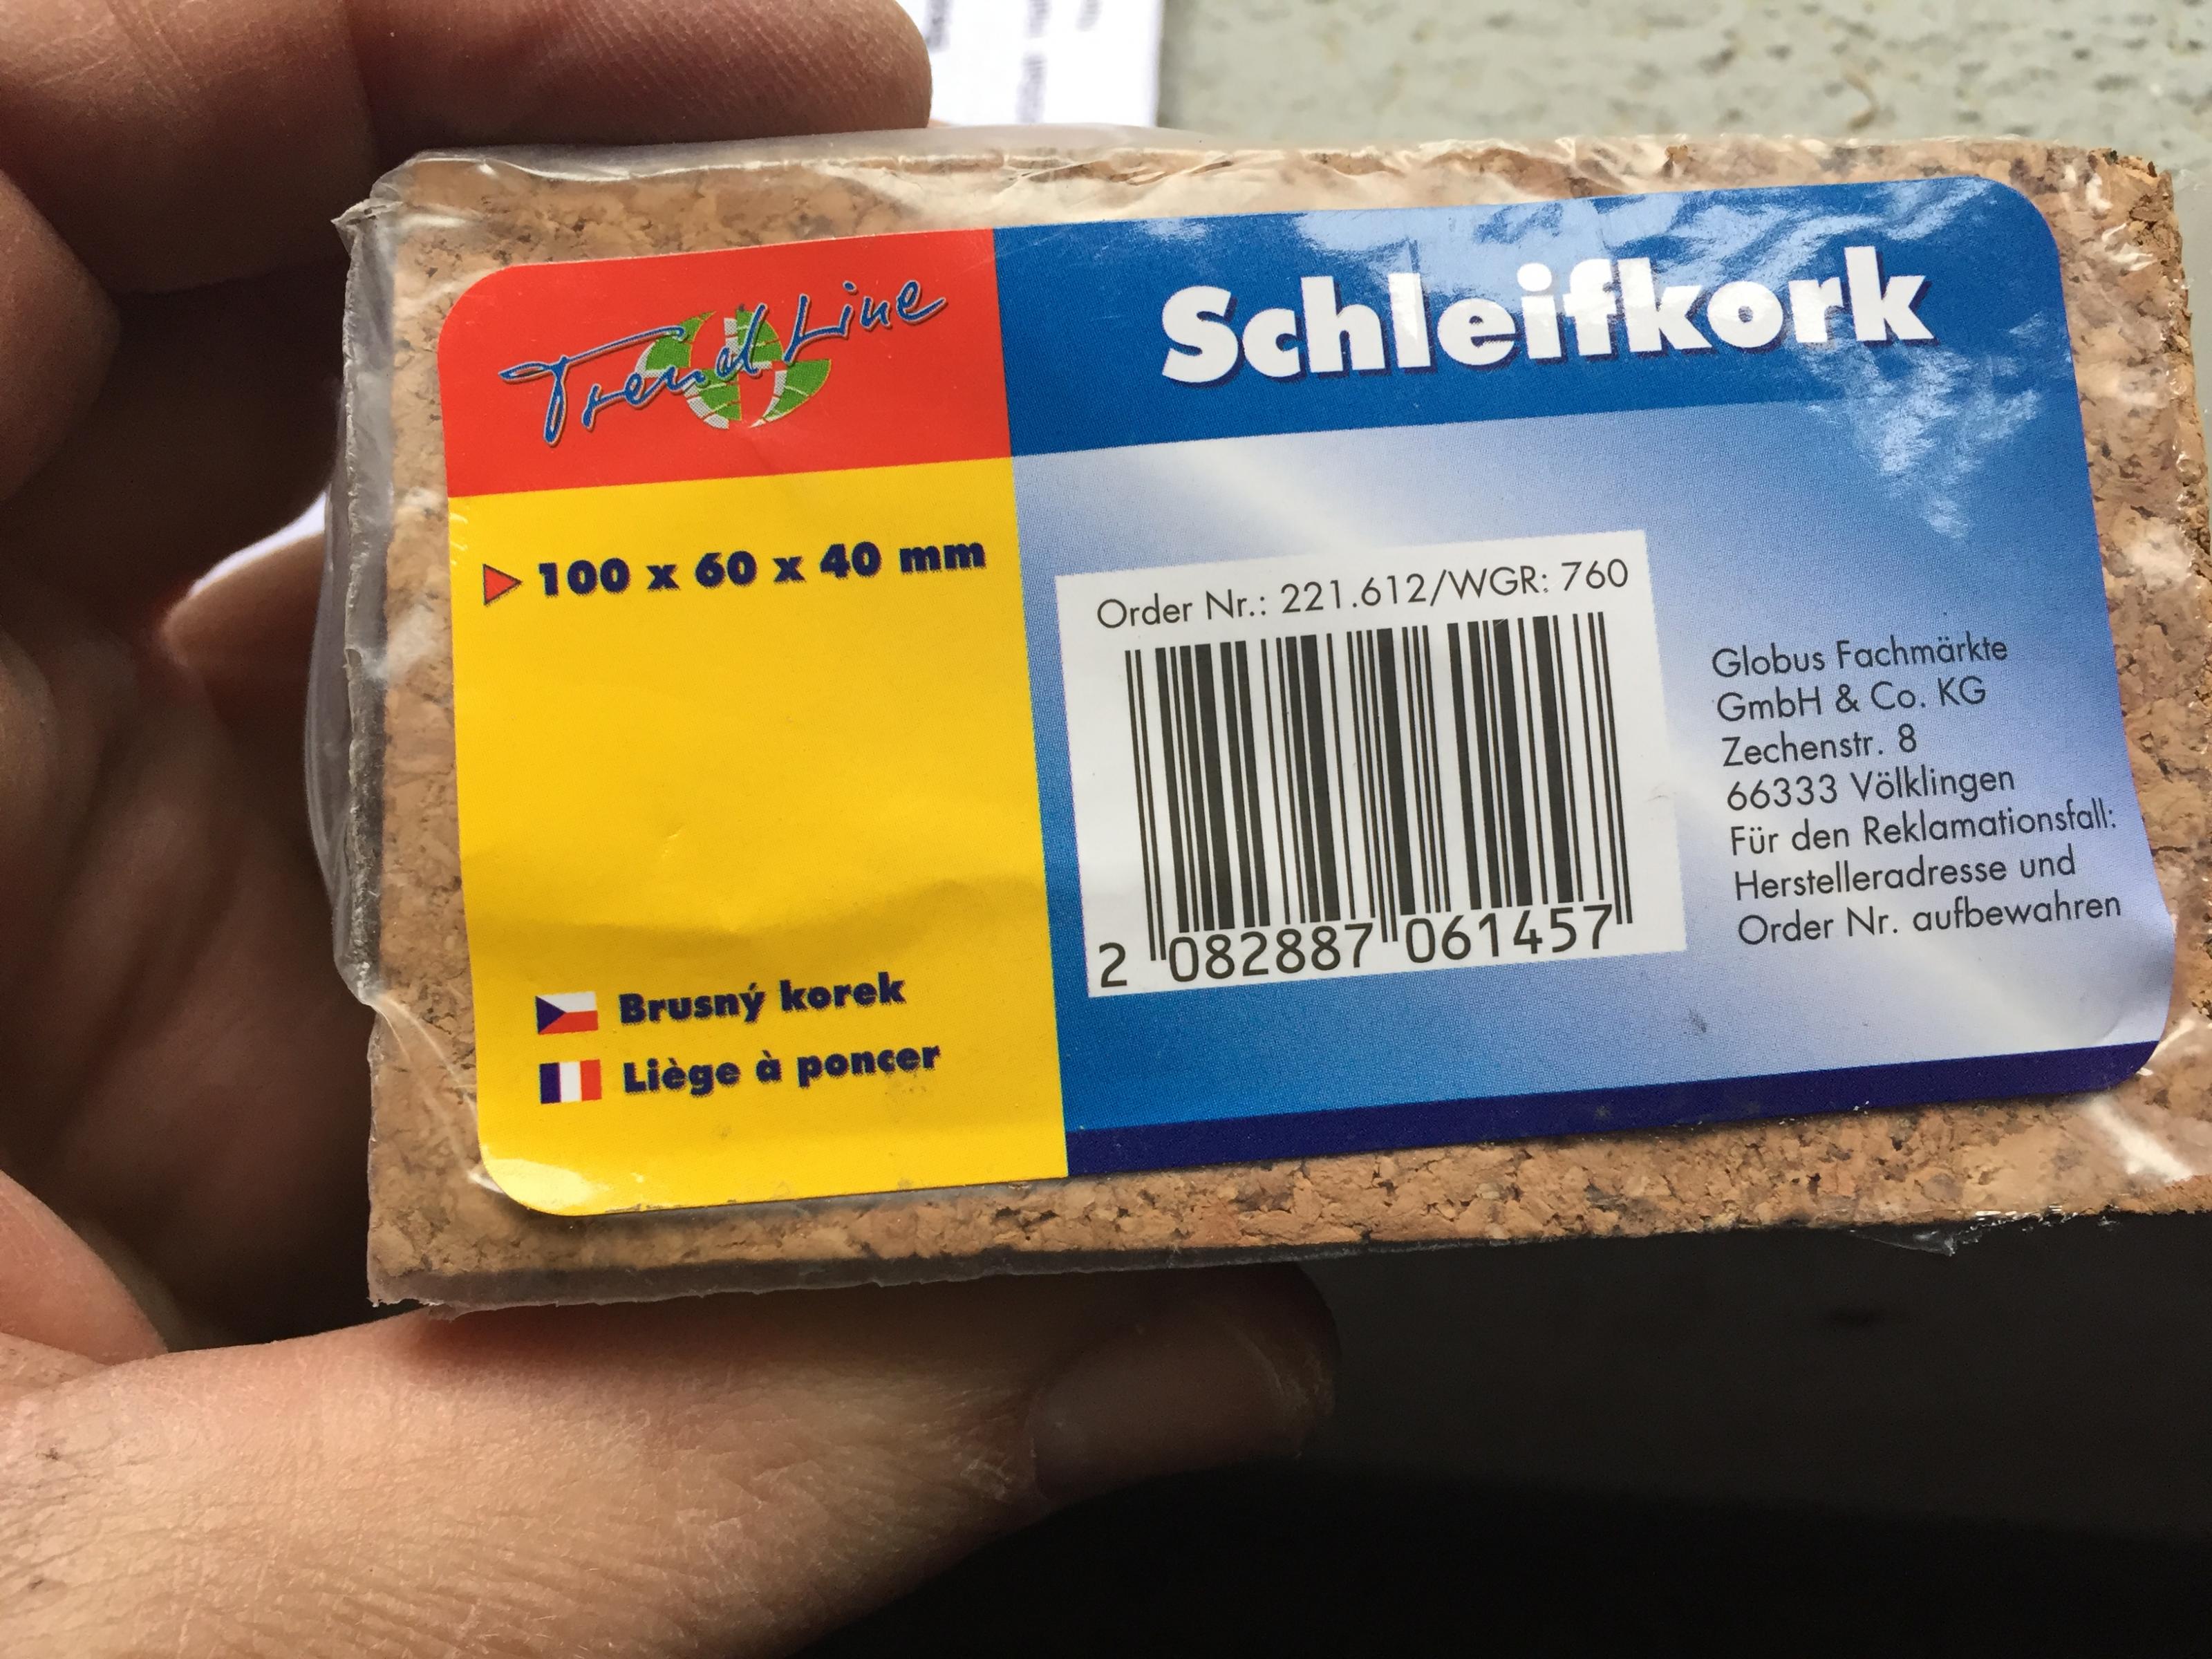 Trend Line
Schleifkork
100 x 60 x 40 mm
Order Nr.: 221.612/WGR: 760
2 082887 061457
Globus Fachmärkte
GmbH & Co. KG
Zechenstr. 8
66333 Völklingen
Für den Reklamationsfall:
Herstelleradresse und
Order Nr. aufbewahren
Brusný korek
Liège à poncer